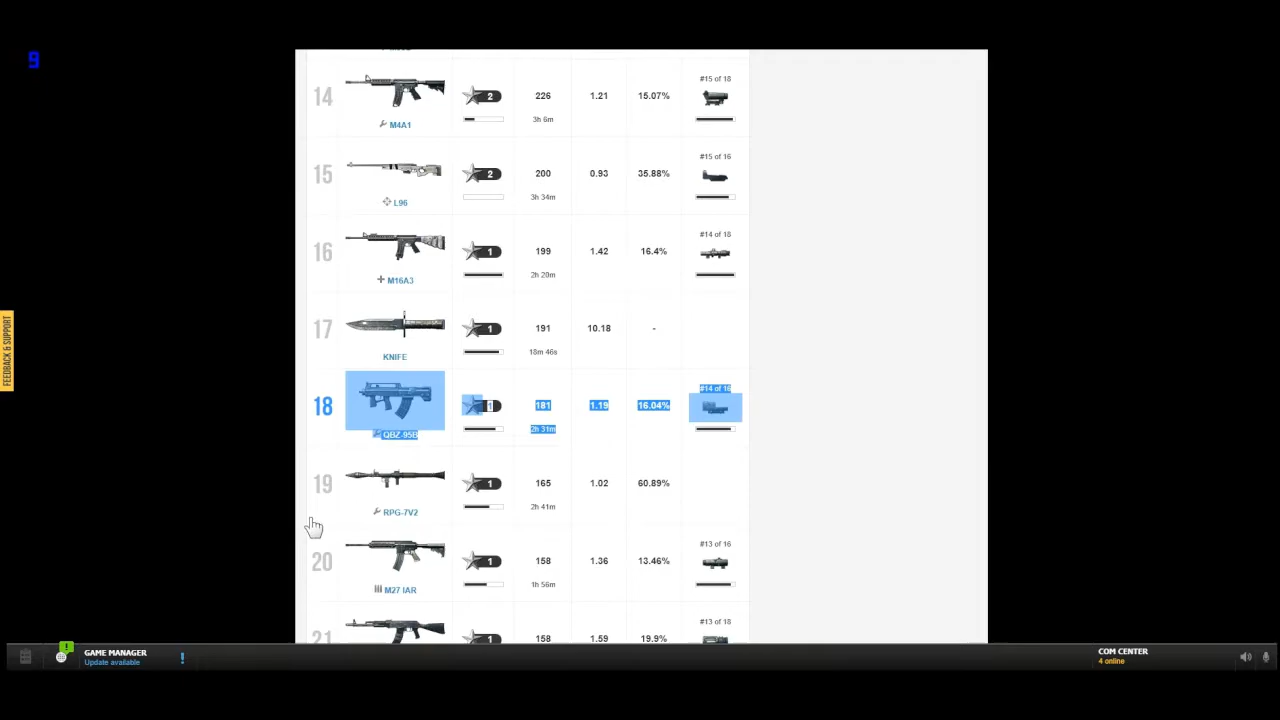 9
#15 of 18
14 2 226 1.21 15.07%
3h 6m
M4A1
#15 of 16
15 2 200 0.93 35.88%
3h 34m
L96
#14 of 18
16 1 199 1.42 16.4%
2h 20m
M16A3
17 1 191 10.18 -
18m 46s
KNIFE
#14 of 16
18 1 181 1.19 16.04%
2h 31m
QBZ-95B
19 1 165 1.02 60.89%
2h 41m
RPG-7V2
#13 of 16
20 1 158 1.36 13.46%
1h 56m
M27 IAR
#13 of 18
21 1 158 1.59 19.9%
FEEDBACK & SUPPORT
! GAME MANAGER
Update available !
COM CENTER
4 online